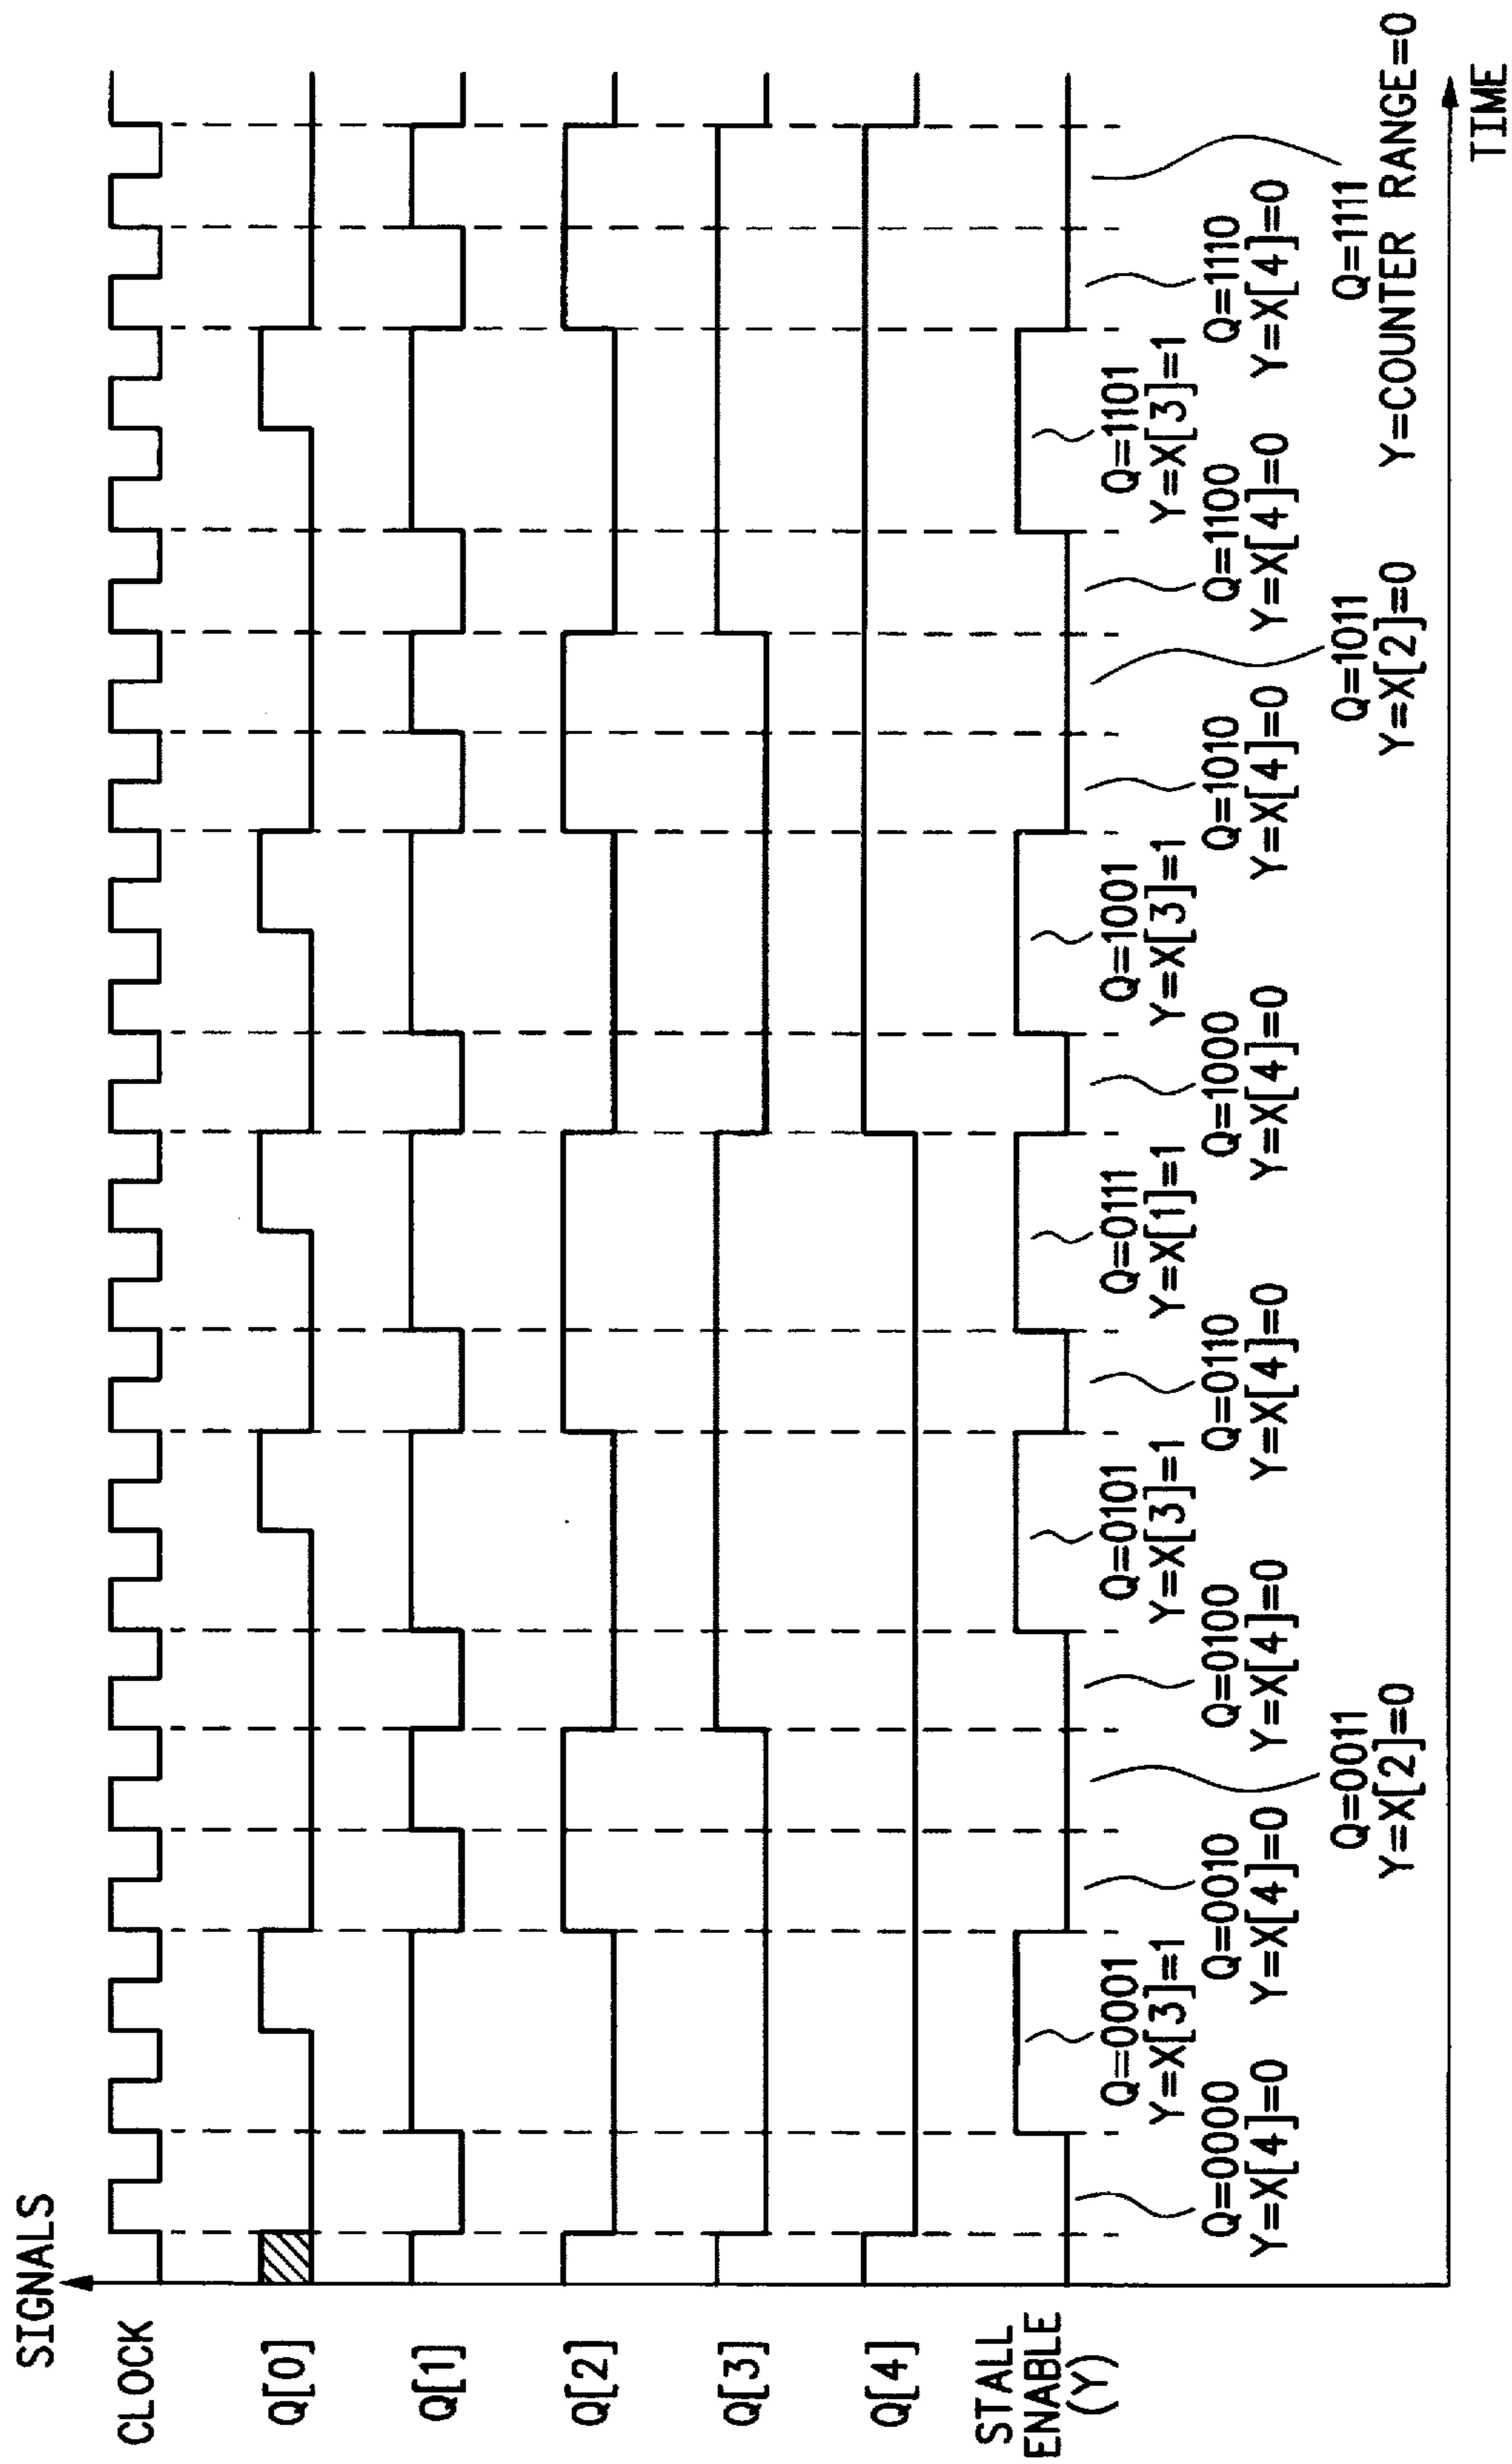 SIGNALS
CLOCK
Q[0]
Q[1]
Q[2]
Q[3]
Q[4]
STALL
ENABLE
(Y)
Q=0000
Y=X[4]=0
Q=0001
Y=X[3]=1
Q=0010
Y=X[4]=0
Q=0011
Y=X[2]=0
Q=0100
Y=X[4]=0
Q=0101
Y=X[3]=1
Q=0110
Y=X[4]=0
Q=0111
Y=X[1]=1
Q=1000
Y=X[4]=0
Q=1001
Y=X[3]=1
Q=1010
Y=X[4]=0
Q=1011
Y=X[2]=0
Q=1100
Y=X[4]=0
Q=1101
Y=X[3]=1
Q=1110
Y=X[4]=0
Q=1111
Y=COUNTER RANGE=0
TIME